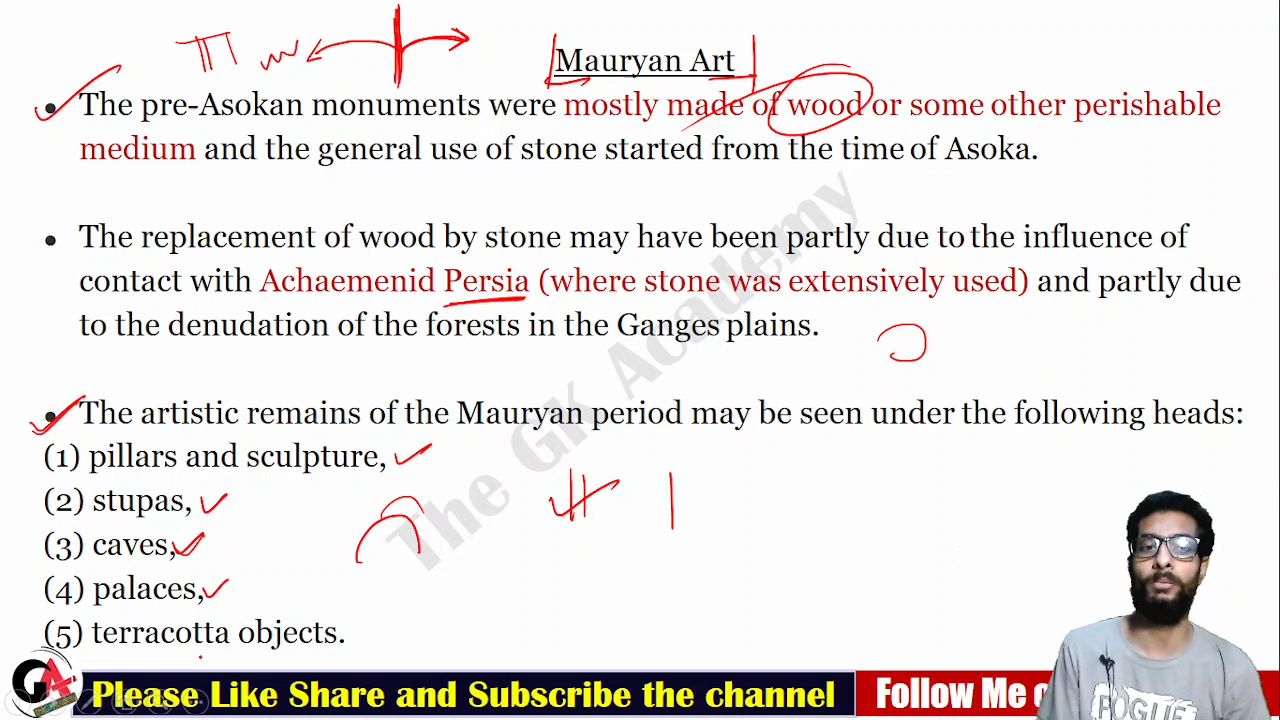 Mauryan Art
• The pre-Asokan monuments were mostly made of wood or some other perishable
medium and the general use of stone started from the time of Asoka.
• The replacement of wood by stone may have been partly due to the influence of
contact with Achaemenid Persia (where stone was extensively used) and partly due
to the denudation of the forests in the Ganges plains.
• The artistic remains of the Mauryan period may be seen under the following heads:
(1) pillars and sculpture,
(2) stupas,
(3) caves,
(4) palaces,
(5) terracotta objects.
The GK Academy
GA
Please Like Share and Subscribe the channel
Follow Me